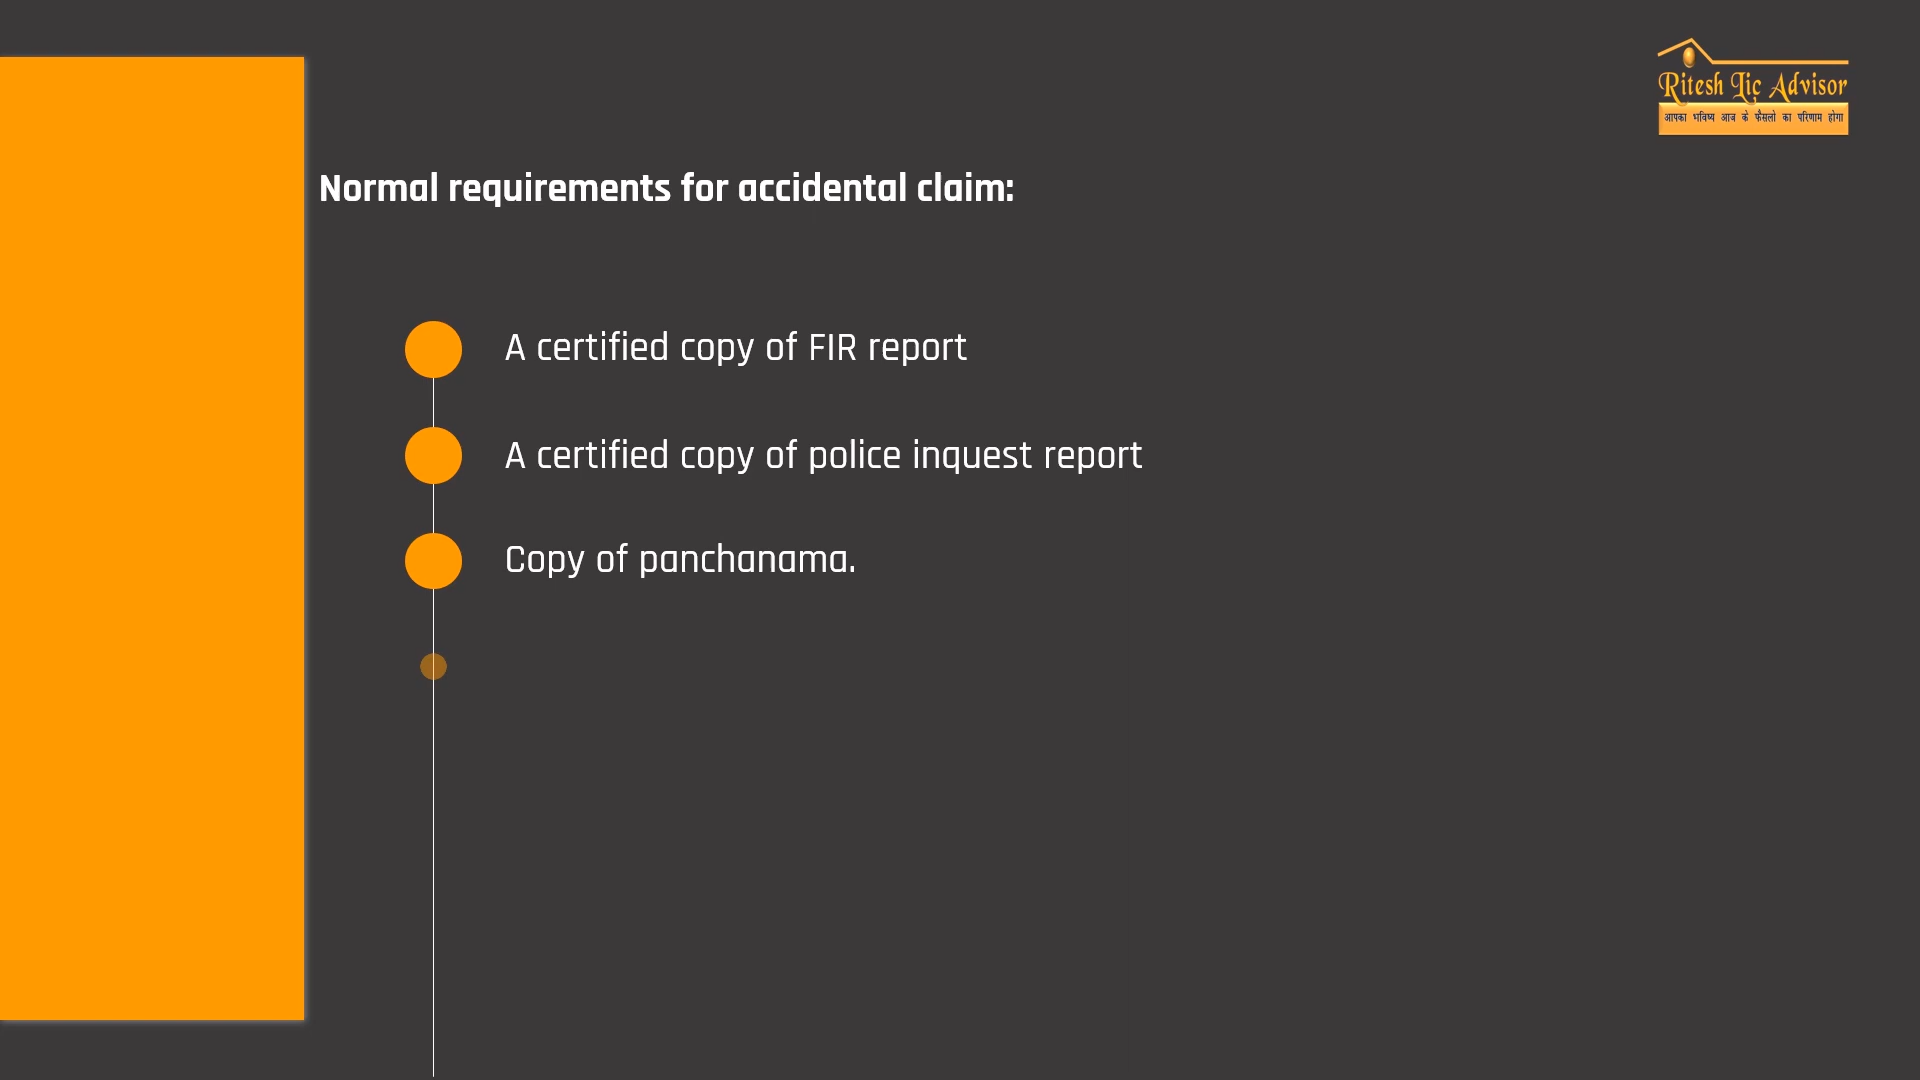 Ritesh Lic Advisor
आपका भविष्य आज के फैसलो का परिणाम होगा
Normal requirements for accidental claim:
A certified copy of FIR report
A certified copy of police inquest report
Copy of panchanama.